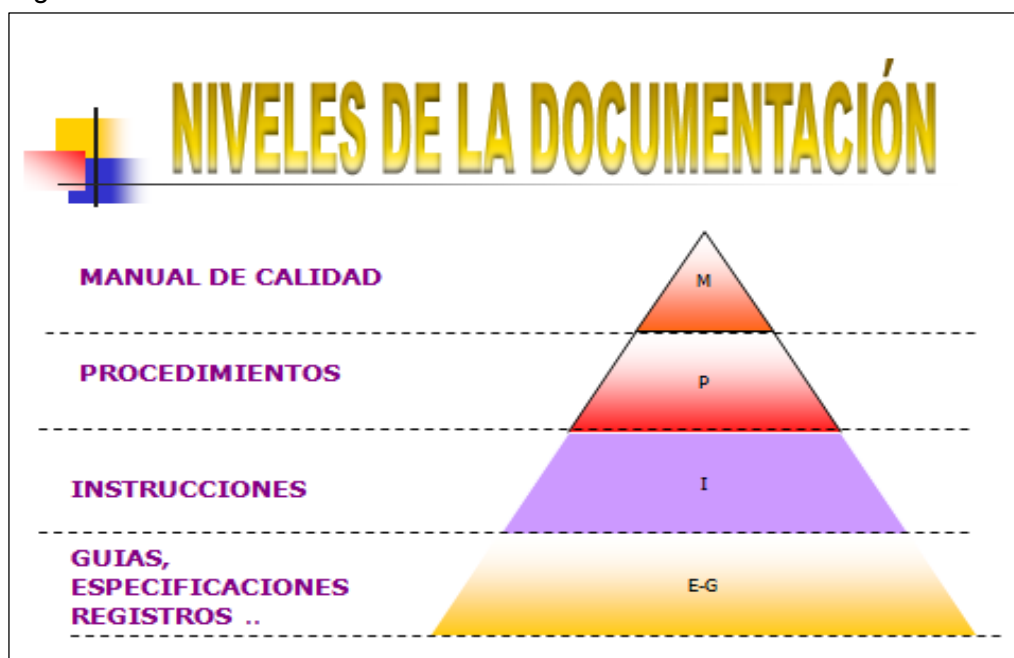 NIVELES DE LA DOCUMENTACIÓN
MANUAL DE CALIDAD
M
PROCEDIMIENTOS
P
INSTRUCCIONES
I
GUIAS,
ESPECIFICACIONES
REGISTROS ..
E-G